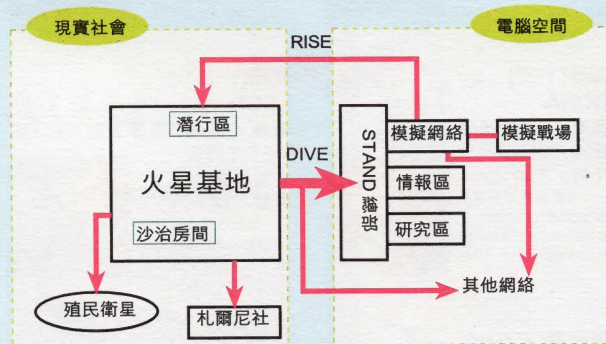 現實社會
電腦空間
RISE
潛行區
火星基地
沙治房間
DIVE
STAND 總部
模擬網絡
模擬戰場
情報區
研究區
其他網絡
殖民衛星
札爾尼社